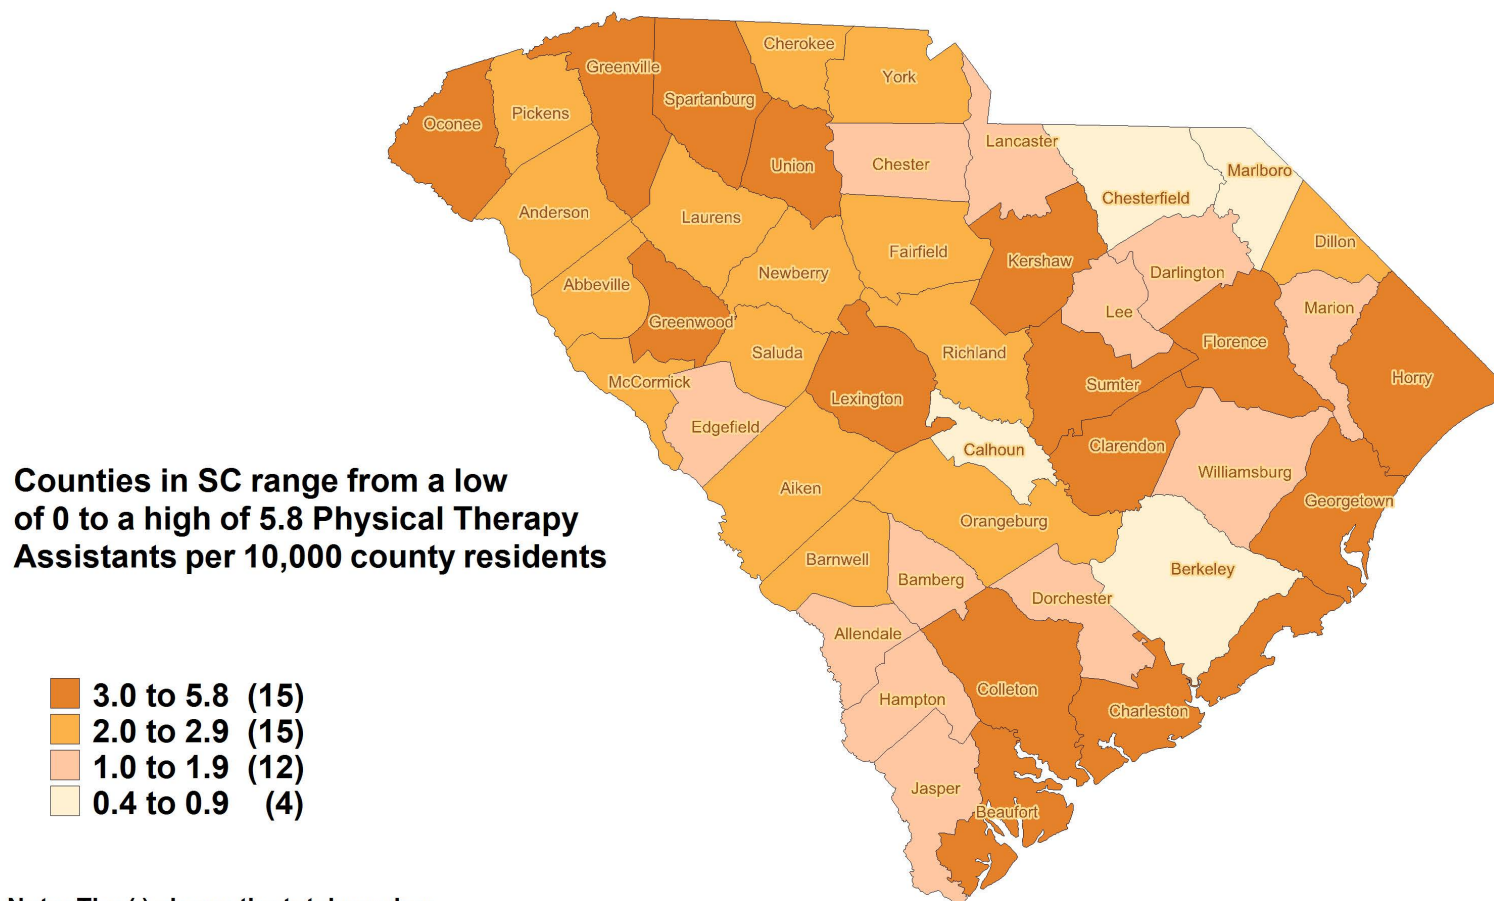 Cherokee
Greenville
York
Spartanburg
Pickens
Oconee
Lancaster
Chester
Union
Marlboro
Chesterfield
Anderson
Laurens
Dillon
Fairfield
Kershaw
Newberry
Darlington
Abbeville
Marion
Lee
Greenwood
Florence
Saluda
Richland
Horry
McCormick
Sumter
Lexington
Edgefield
Clarendon
Calhoun
Williamsburg
Aiken
Georgetown
Orangeburg
Barnwell
Berkeley
Bamberg
Dorchester
Allendale
Colleton
Hampton
Charleston
Jasper
Beaufort
Counties in SC range from a low
of 0 to a high of 5.8 Physical Therapy
Assistants per 10,000 county residents
3.0 to 5.8 (15)
2.0 to 2.9 (15)
1.0 to 1.9 (12)
0.4 to 0.9 (4)